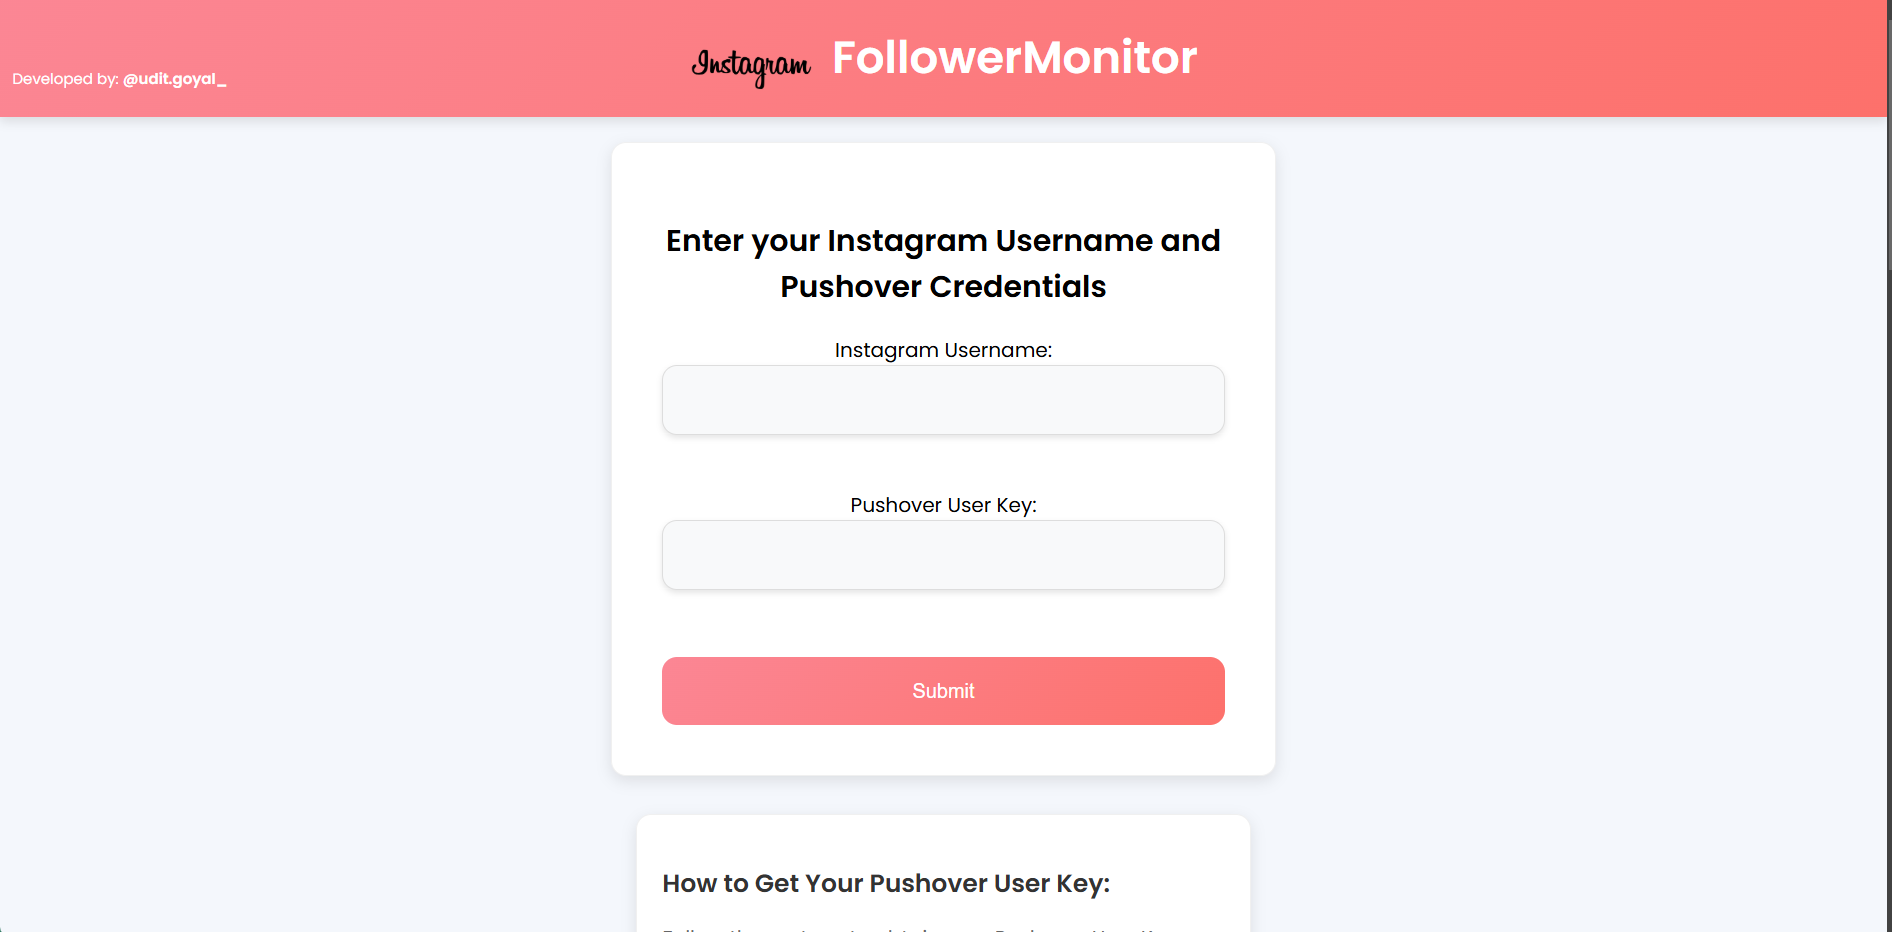 Instagram FollowerMonitor
Developed by: @udit.goyal_
Enter your Instagram Username and
Pushover Credentials
Instagram Username:
Pushover User Key:
Submit
How to Get Your Pushover User Key: